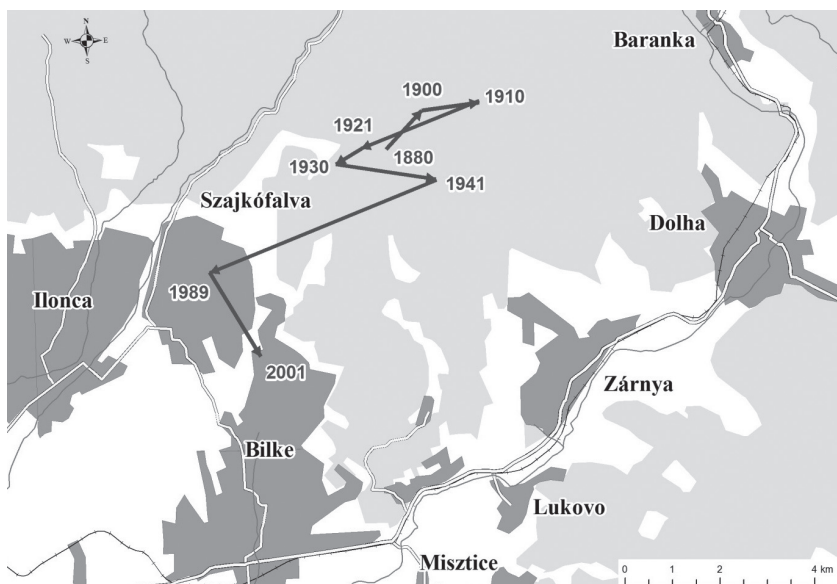 N
W E
S
Baranka
1900
1910
1921
1930
1880
1941
Szajkófalva
Dolha
1989
Ilonca
2001
Zárnya
Bilke
Lukovo
Misztice
0 1 2 4 km